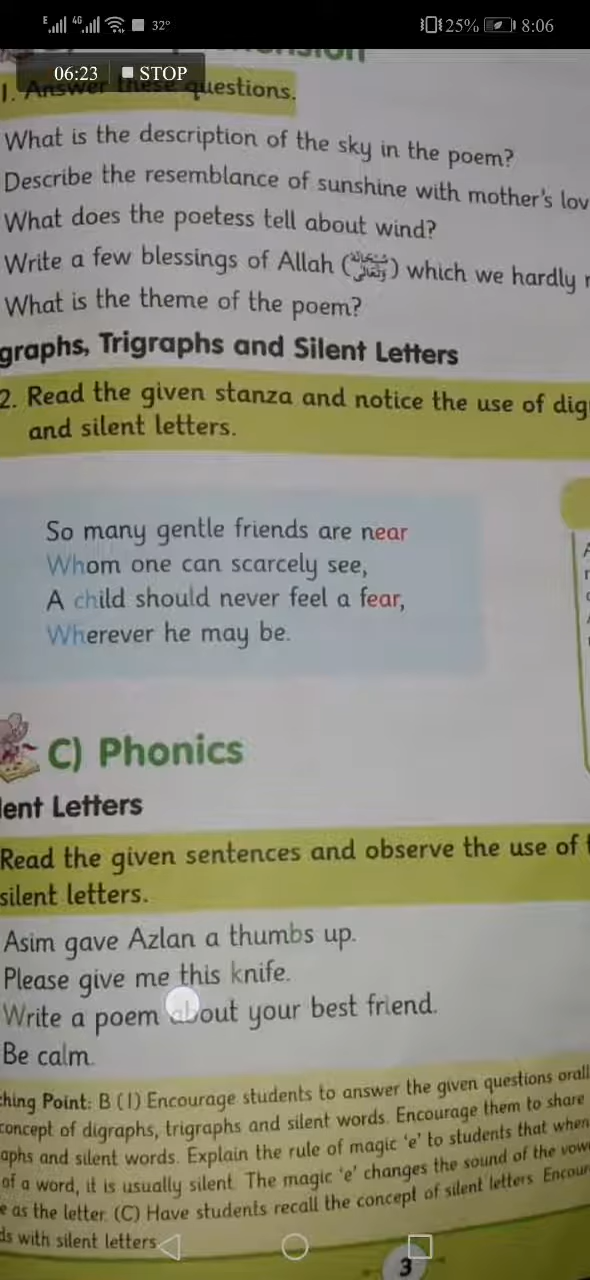 E 4G 32° 25% 8:06
06:23 STOP
1. Answer these questions.
What is the description of the sky in the poem?
Describe the resemblance of sunshine with mother's lov
What does the poetess tell about wind?
Write a few blessings of Allah (سُبْحَانَهُ وَتَعَالَى) which we hardly
What is the theme of the poem?
graphs, Trigraphs and Silent Letters
2. Read the given stanza and notice the use of dig
and silent letters.
So many gentle friends are near
Whom one can scarcely see,
A child should never feel a fear,
Wherever he may be.
C) Phonics
lent Letters
Read the given sentences and observe the use of t
silent letters.
Asim gave Azlan a thumbs up.
Please give me this knife.
Write a poem about your best friend.
Be calm.
ching Point: B (1) Encourage students to answer the given questions orall
concept of digraphs, trigraphs and silent words. Encourage them to share
aphs and silent words. Explain the rule of magic 'e' to students that when
of a word, it is usually silent. The magic 'e' changes the sound of the vow
e as the letter. (C) Have students recall the concept of silent letters. Encour
ds with silent letters
3